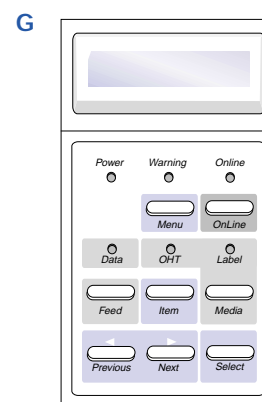 G
Power Warning Online
Menu OnLine
Data OHT Label
Feed Item Media
Previous Next Select